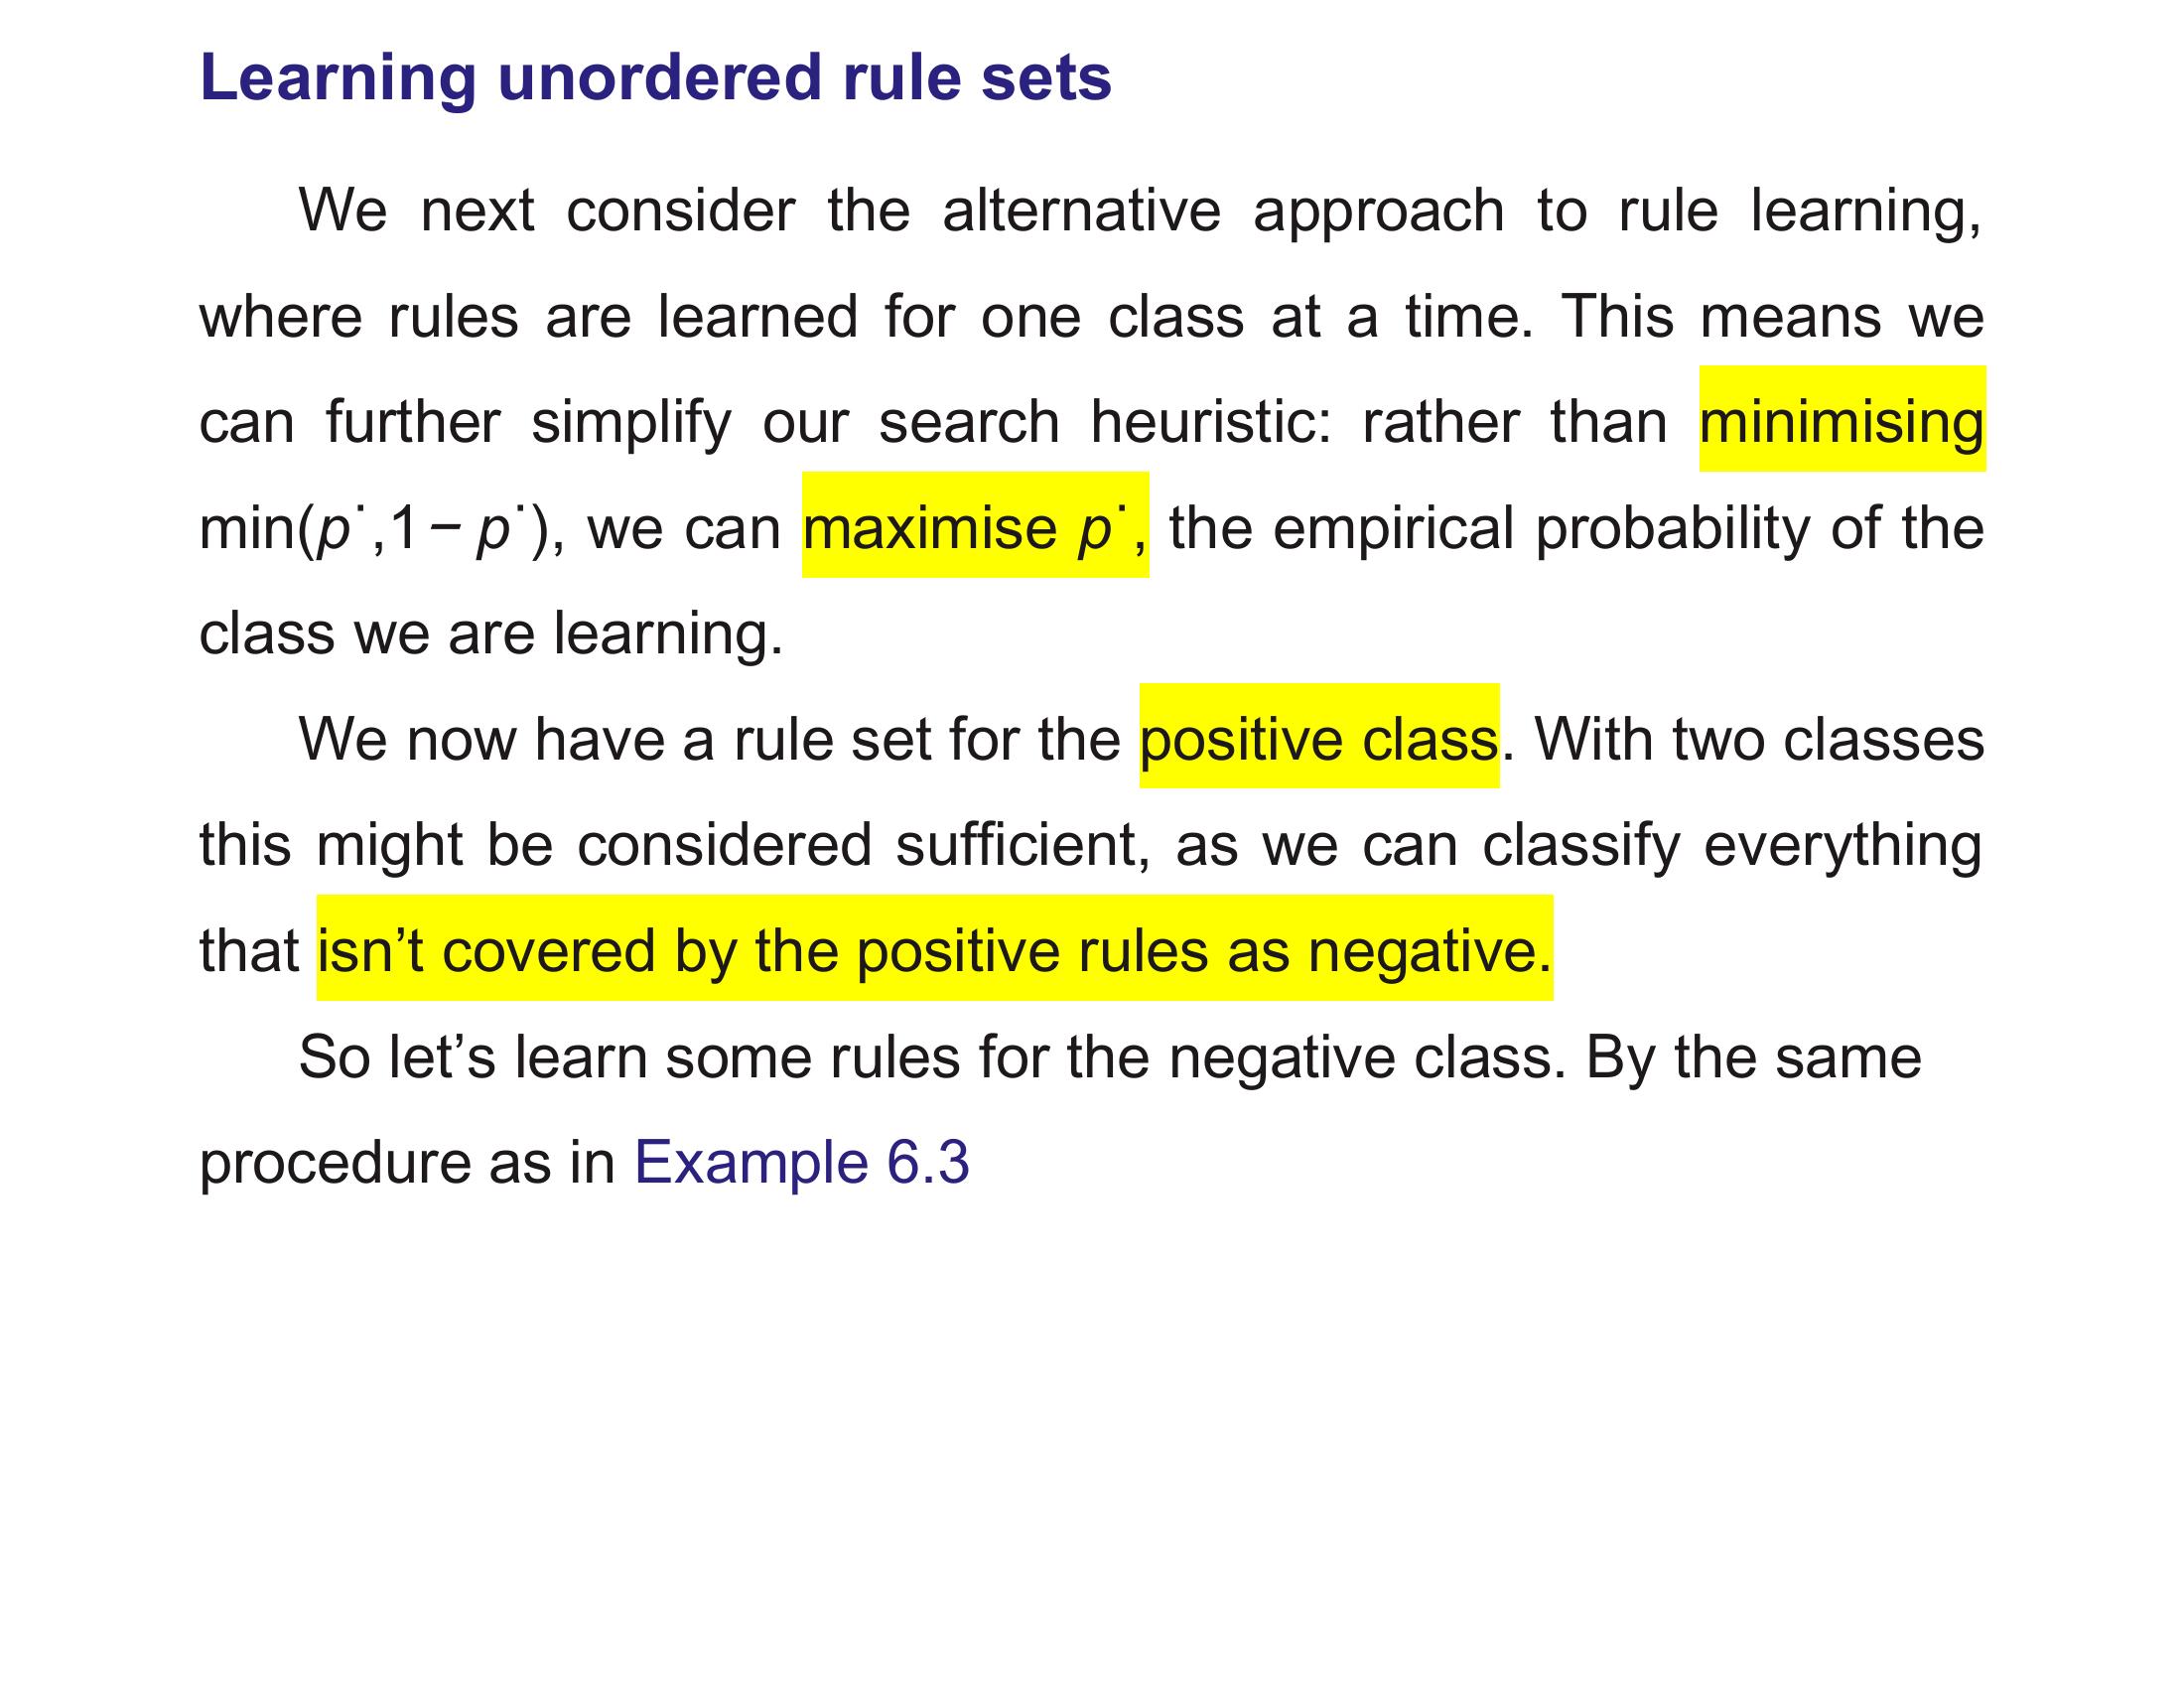 Learning unordered rule sets
We next consider the alternative approach to rule learning,
where rules are learned for one class at a time. This means we
can further simplify our search heuristic: rather than minimising
min(p˙,1− p˙), we can maximise p˙, the empirical probability of the
class we are learning.
We now have a rule set for the positive class. With two classes
this might be considered sufficient, as we can classify everything
that isn’t covered by the positive rules as negative.
So let’s learn some rules for the negative class. By the same
procedure as in Example 6.3